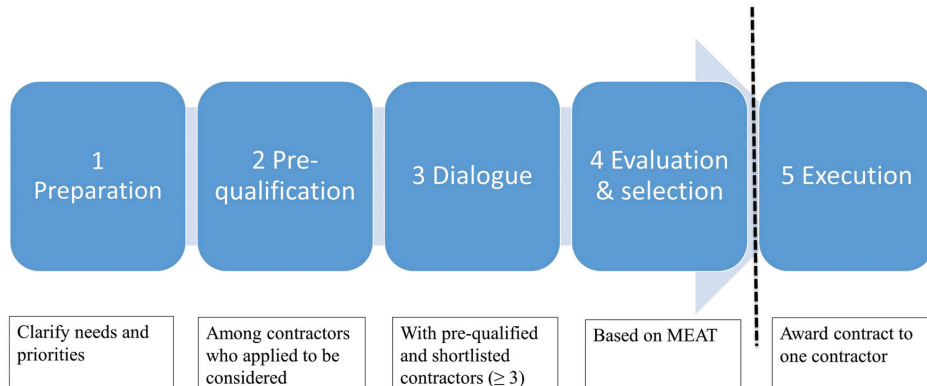 1
Preparation
2 Pre-
qualification
3 Dialogue
4 Evaluation
& selection
5 Execution
Clarify needs and
priorities
Among contractors
who applied to be
considered
With pre-qualified
and shortlisted
contractors (≥ 3)
Based on MEAT
Award contract to
one contractor